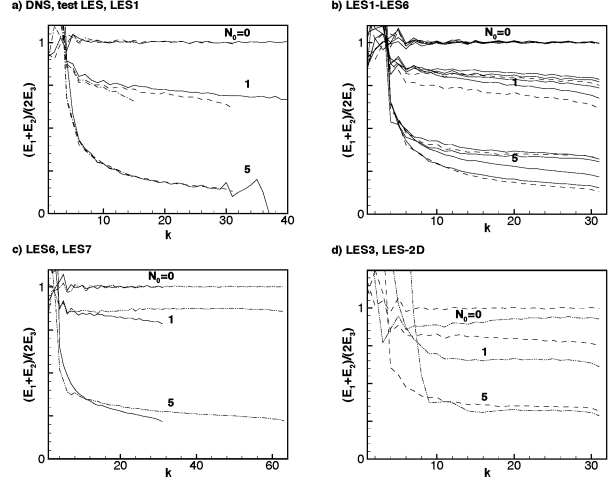 a) DNS, test LES, LES1
N₀=0
1
5
1
0
10
20
30
40
k
(E₁+E₂)/(2E₃)
b) LES1-LES6
N₀=0
1
5
1
0
10
20
30
k
(E₁+E₂)/(2E₃)
c) LES6, LES7
N₀=0
1
5
1
0
20
40
60
k
(E₁+E₂)/(2E₃)
d) LES3, LES-2D
N₀=0
1
5
1
0
10
20
30
k
(E₁+E₂)/(2E₃)